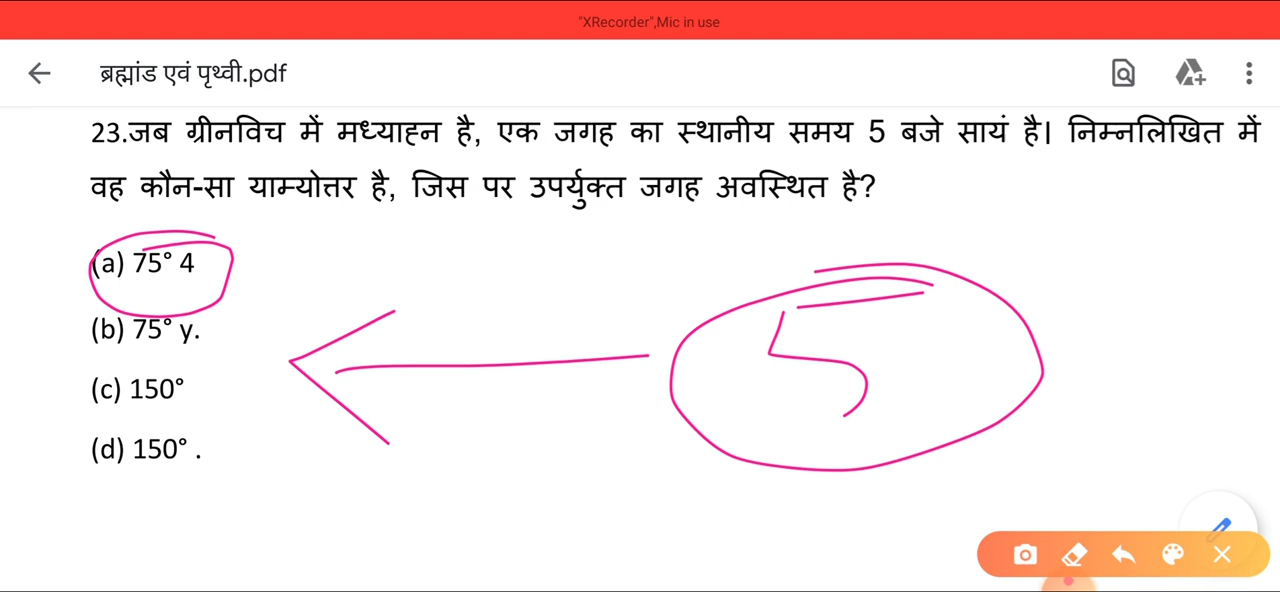 "XRecorder",Mic in use
ब्रह्मांड एवं पृथ्वी.pdf
23.जब ग्रीनविच में मध्याह्न है, एक जगह का स्थानीय समय 5 बजे सायं है। निम्नलिखित में
वह कौन-सा याम्योत्तर है, जिस पर उपर्युक्त जगह अवस्थित है?
(a) 75° 4
(b) 75° y.
(c) 150°
(d) 150° .
5